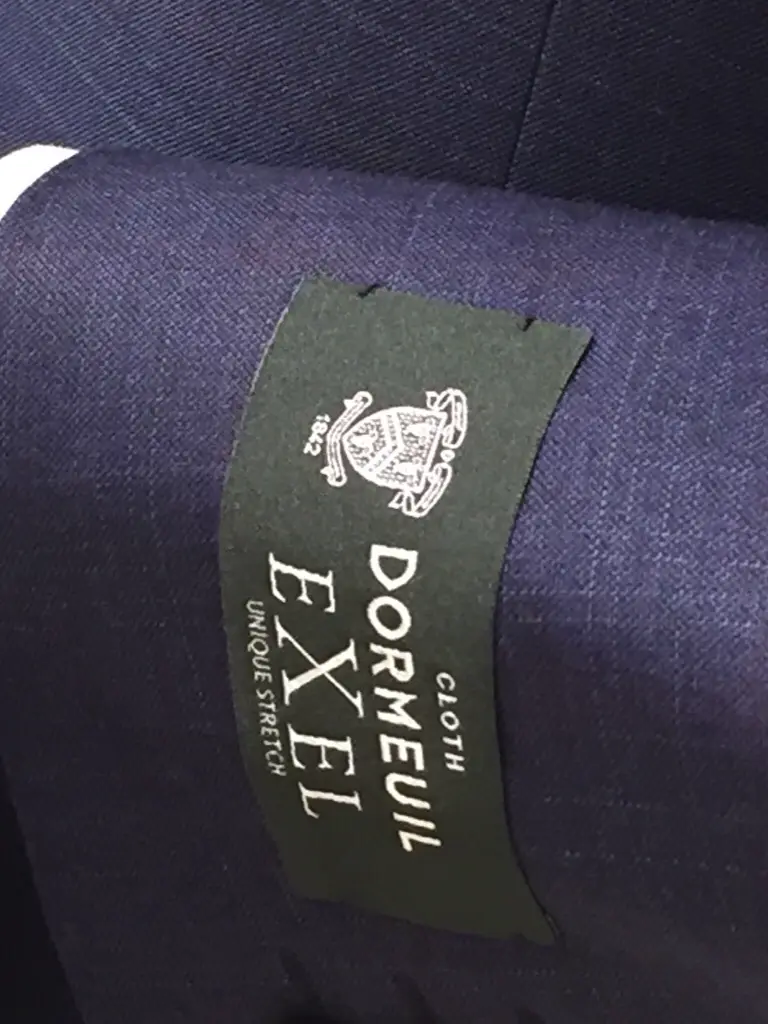 1842
CLOTH
DORMEUIL
EXEL
UNIQUE STRETCH